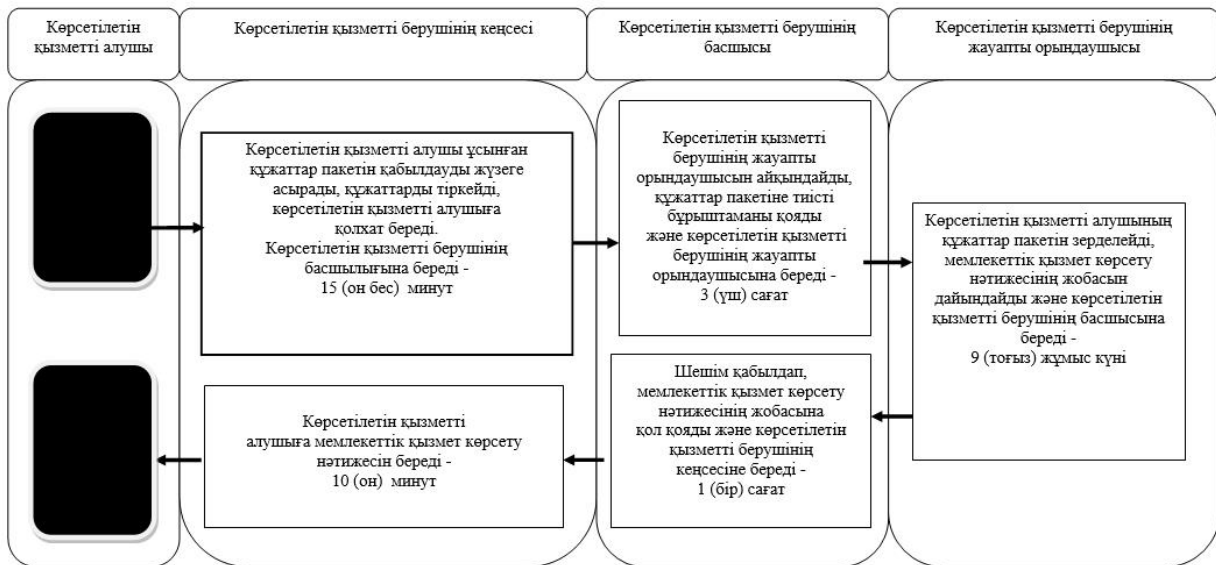 Көрсетілетін
қызметті алушы
Көрсетілетін қызметті берушінің кеңсесі
Көрсетілетін қызметті берушінің
басшысы
Көрсетілетін қызметті берушінің
жауапты орындаушысы
Көрсетілетін қызметті алушы ұсынған
құжаттар пакетін қабылдауды жүзеге
асырады, құжаттарды тіркейді,
көрсетілетін қызметті алушыға
қолхат береді.
Көрсетілетін қызметті берушінің
басшылығына береді -
15 (он бес) минут
Көрсетілетін қызметті
берушінің жауапты
орындаушысын айқындайды,
құжаттар пакетіне тиісті
бұрыштаманы қояды
және көрсетілетін қызметті
берушінің жауапты
орындаушысына береді -
3 (үш) сағат
Көрсетілетін қызметті алушының
құжаттар пакетін зерделейді,
мемлекеттік қызмет көрсету
нәтижесінің жобасын
дайындайды және көрсетілетін
қызметті берушінің басшысына
береді -
9 (тоғыз) жұмыс күні
Шешім қабылдап,
мемлекеттік қызмет көрсету
нәтижесінің жобасына
қол қояды және көрсетілетін
қызметті берушінің
кеңсесіне береді -
1 (бір) сағат
Көрсетілетін қызметті
алушыға мемлекеттік қызмет көрсету
нәтижесін береді -
10 (он) минут